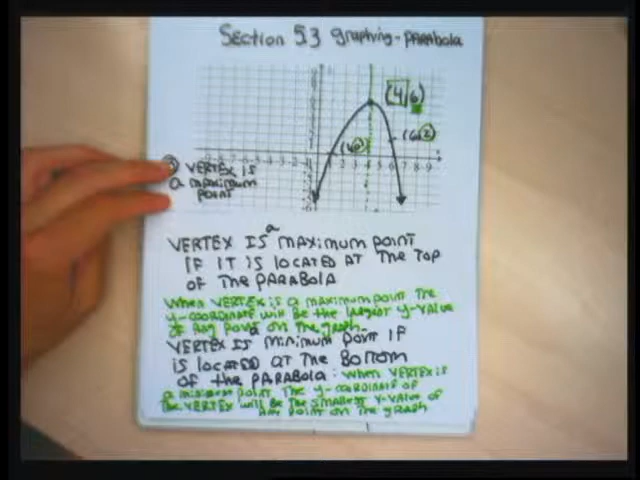 Section 5.3 graphing-parabola
(4,6)
(6,2)
VERTEX IS
a maximum
POINT
VERTEX IS a maximum point
IF IT IS LOCATED AT THE TOP
OF THE PARABOLA
When VERTEX is a maximum point the
y-coordinate will be the largest y-value
of any point on the graph.
VERTEX IS a minimum point IF
IS LOCATED AT THE BOTTOM
OF THE PARABOLA: When VERTEX is
a minimum point the y-coordinate of
the VERTEX will be the smallest y-value of
any point on the graph